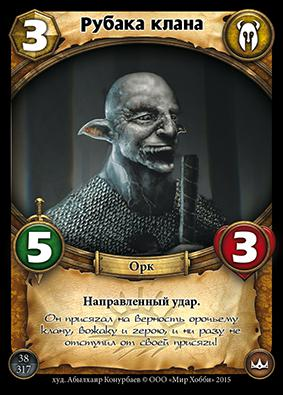 3
Рубака клана
Орк
5
3
Направленный удар.
Он присягал на верность орочьему
клану, вожаку и герою, и ни разу не
отступил от своей присяги!
38
317
худ. Абылхаир Конурбаев © ООО «Мир Хобби» 2015